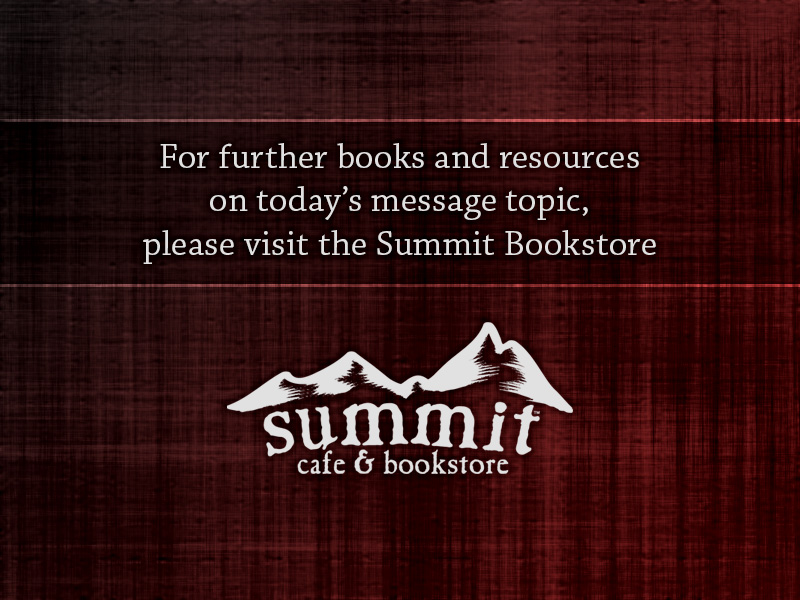 For further books and resources
on today’s message topic,
please visit the Summit Bookstore
summit
cafe & bookstore